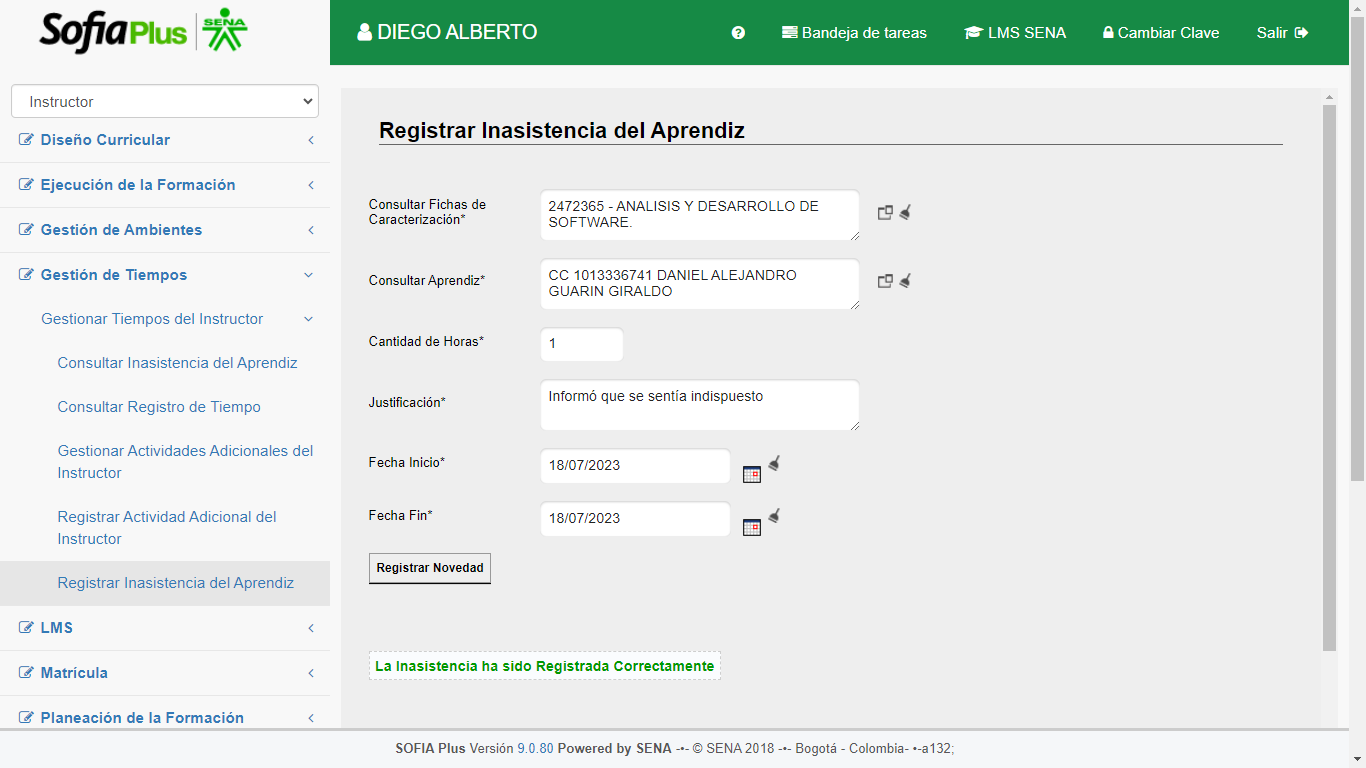 SofiaPlus SENA
DIEGO ALBERTO
Bandeja de tareas
LMS SENA
Cambiar Clave
Salir
Instructor
Diseño Curricular
Ejecución de la Formación
Gestión de Ambientes
Gestión de Tiempos
Gestionar Tiempos del Instructor
Consultar Inasistencia del Aprendiz
Consultar Registro de Tiempo
Gestionar Actividades Adicionales del
Instructor
Registrar Actividad Adicional del
Instructor
Registrar Inasistencia del Aprendiz
LMS
Matrícula
Planeación de la Formación
Registrar Inasistencia del Aprendiz
Consultar Fichas de
Caracterización*
2472365 - ANALISIS Y DESARROLLO DE
SOFTWARE.
Consultar Aprendiz*
CC 1013336741 DANIEL ALEJANDRO
GUARIN GIRALDO
Cantidad de Horas*
1
Justificación*
Informó que se sentía indispuesto
Fecha Inicio*
18/07/2023
Fecha Fin*
18/07/2023
Registrar Novedad
La Inasistencia ha sido Registrada Correctamente
SOFIA Plus Versión 9.0.80 Powered by SENA -•- © SENA 2018 -•- Bogotá - Colombia- •-a132;